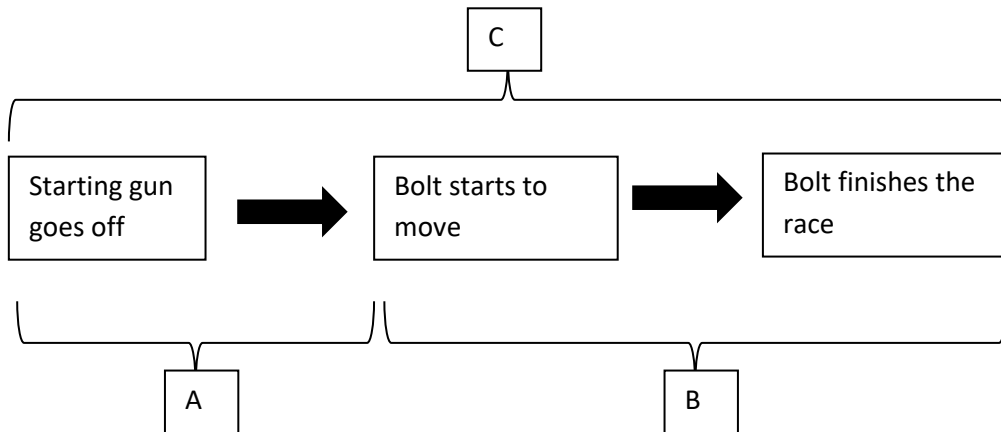 C
Starting gun
goes off
Bolt starts to
move
Bolt finishes the
race
A
B